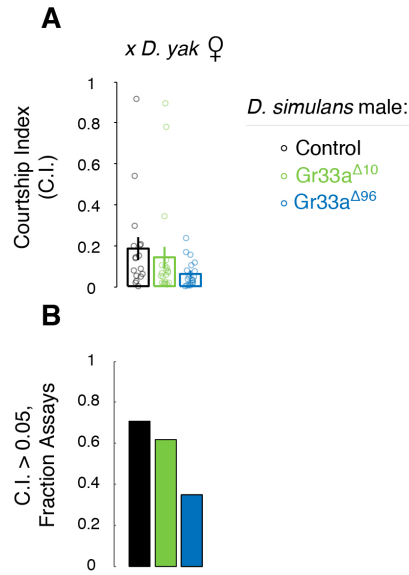 A
x D. yak ♀
1
0.8
0.6
0.4
0.2
0
Courtship Index
(C.I.)
D. simulans male:
Control
Gr33aΔ10
Gr33aΔ96
B
1
0.8
0.6
0.4
0.2
0
C.I. > 0.05,
Fraction Assays